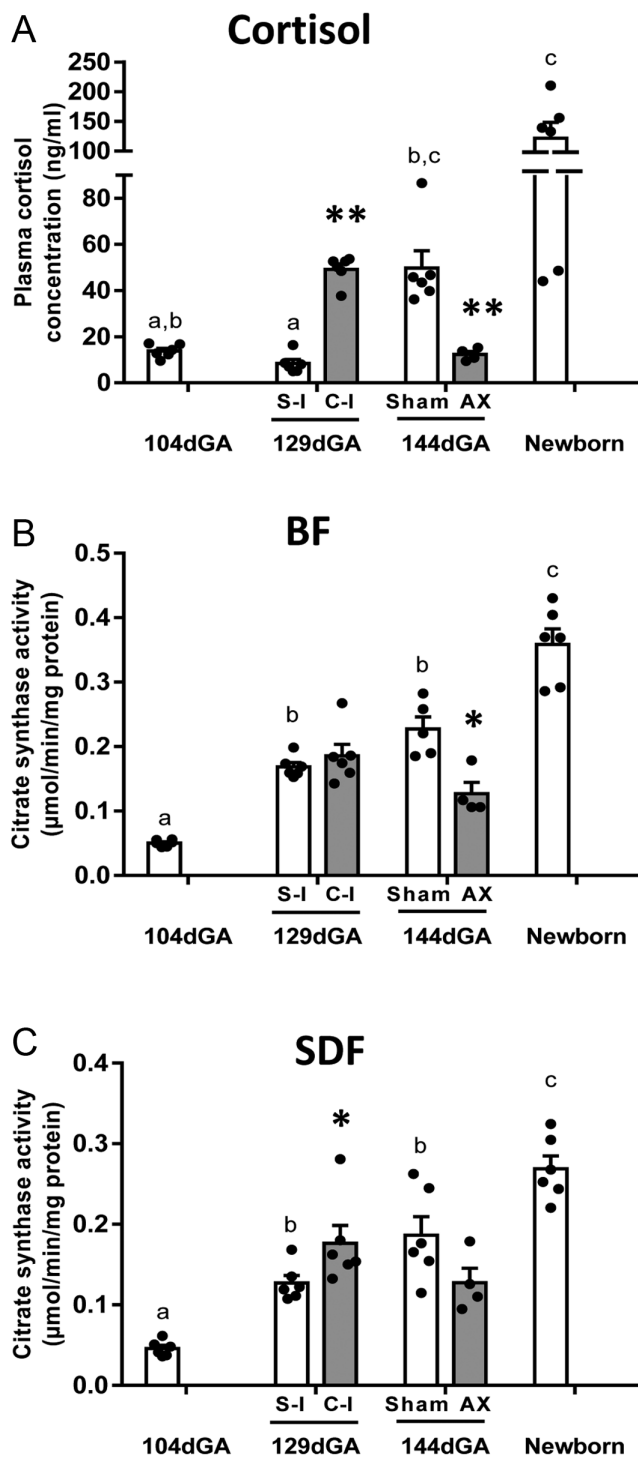 A
Cortisol
Plasma cortisol
concentration (ng/ml)
250
200
150
100
80
60
40
20
0
a,b
a
**
b,c
**
c
S-I C-I Sham AX
104dGA 129dGA 144dGA Newborn
B
BF
Citrate synthase activity
(μmol/min/mg protein)
0.5
0.4
0.3
0.2
0.1
0.0
a
b
b
*
c
S-I C-I Sham AX
104dGA 129dGA 144dGA Newborn
C
SDF
Citrate synthase activity
(μmol/min/mg protein)
0.4
0.3
0.2
0.1
0.0
a
b
*
b
c
S-I C-I Sham AX
104dGA 129dGA 144dGA Newborn